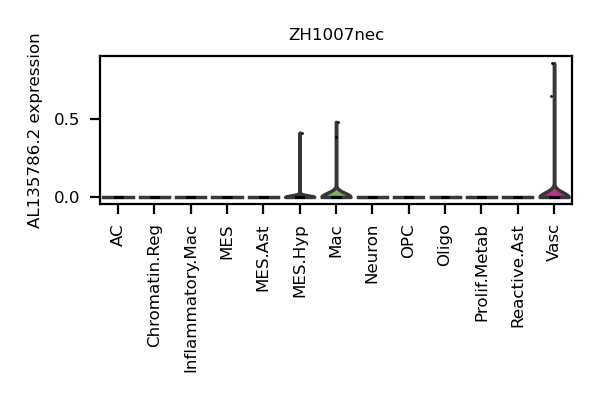 ZH1007nec
AL135786.2 expression
0.5
0.0
AC
Chromatin.Reg
Inflammatory.Mac
MES
MES.Ast
MES.Hyp
Mac
Neuron
OPC
Oligo
Prolif.Metab
Reactive.Ast
Vasc